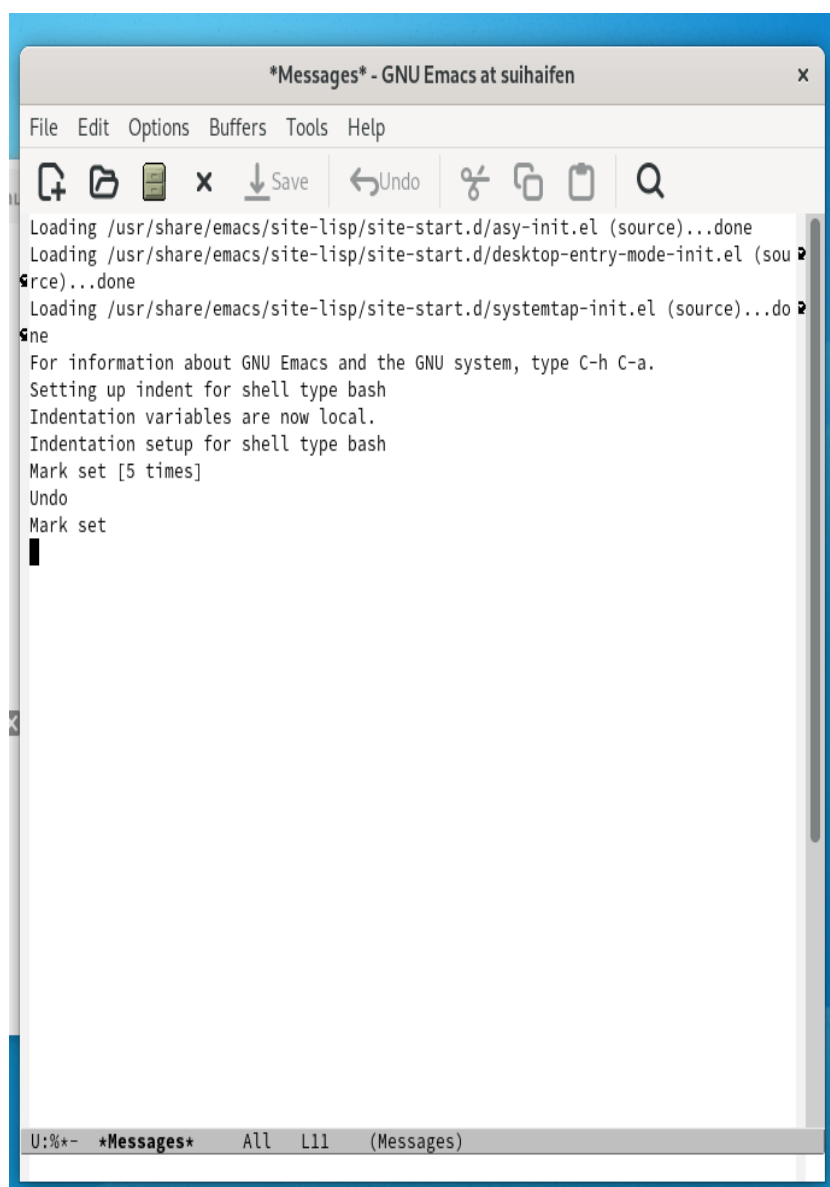 *Messages* - GNU Emacs at suihaifen x
File Edit Options Buffers Tools Help
Save Undo
Loading /usr/share/emacs/site-lisp/site-start.d/asy-init.el (source)...done
Loading /usr/share/emacs/site-lisp/site-start.d/desktop-entry-mode-init.el (sou
rce)...done
Loading /usr/share/emacs/site-lisp/site-start.d/systemtap-init.el (source)...do
ne
For information about GNU Emacs and the GNU system, type C-h C-a.
Setting up indent for shell type bash
Indentation variables are now local.
Indentation setup for shell type bash
Mark set [5 times]
Undo
Mark set
U:%*- *Messages* All L11 (Messages)